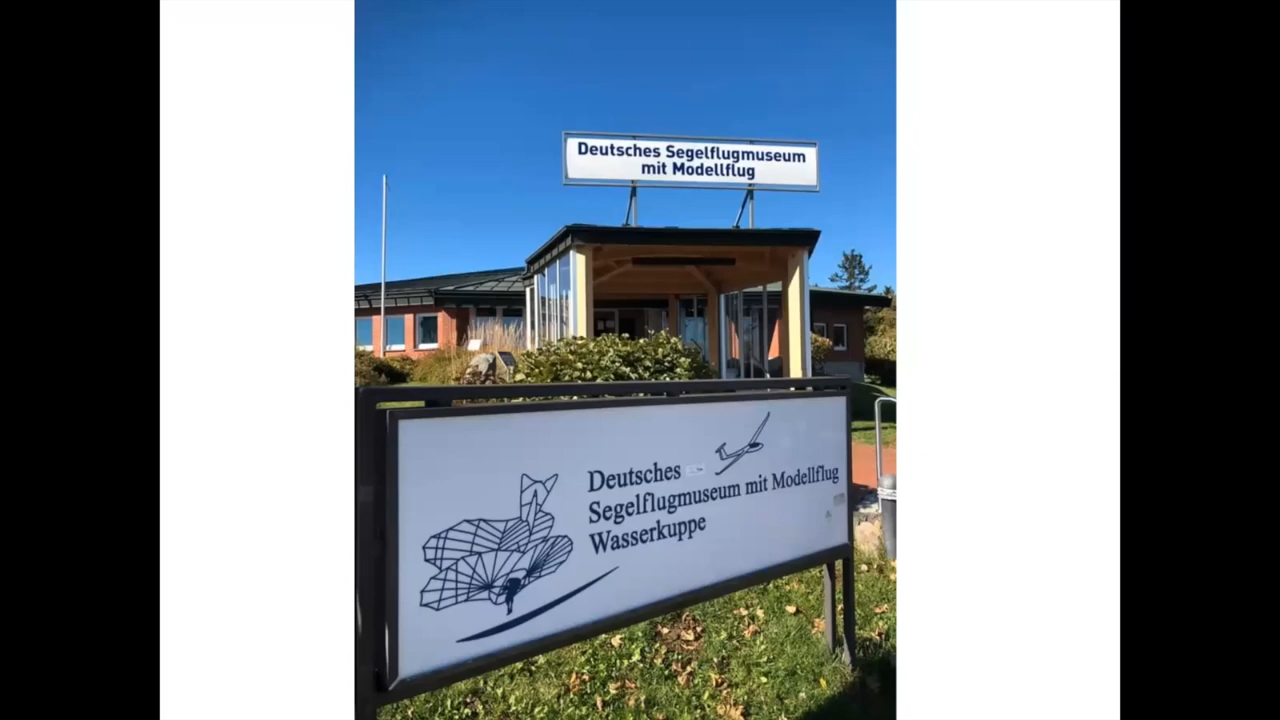 Deutsches Segelflugmuseum
mit Modellflug
Deutsches
Segelflugmuseum mit Modellflug
Wasserkuppe